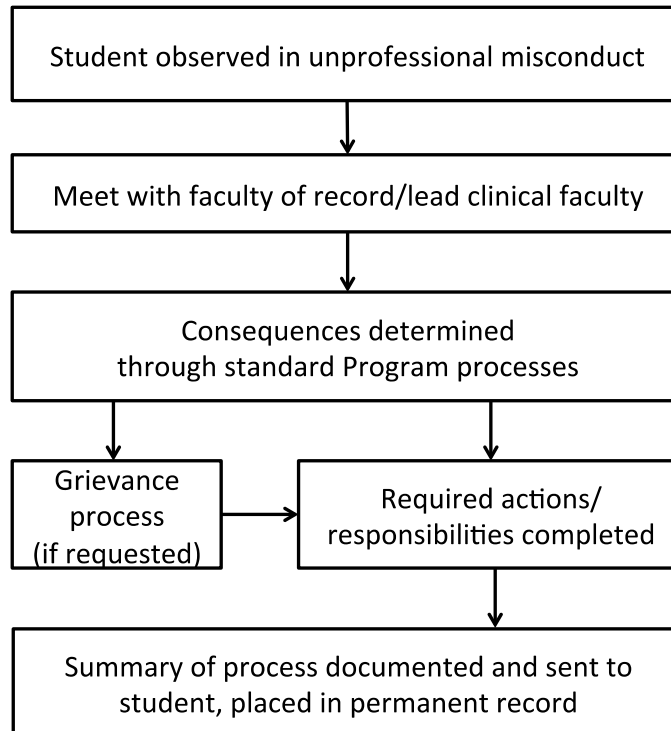 Student observed in unprofessional misconduct
Meet with faculty of record/lead clinical faculty
Consequences determined
through standard Program processes
Grievance
process
(if requested)
Required actions/
responsibilities completed
Summary of process documented and sent to
student, placed in permanent record